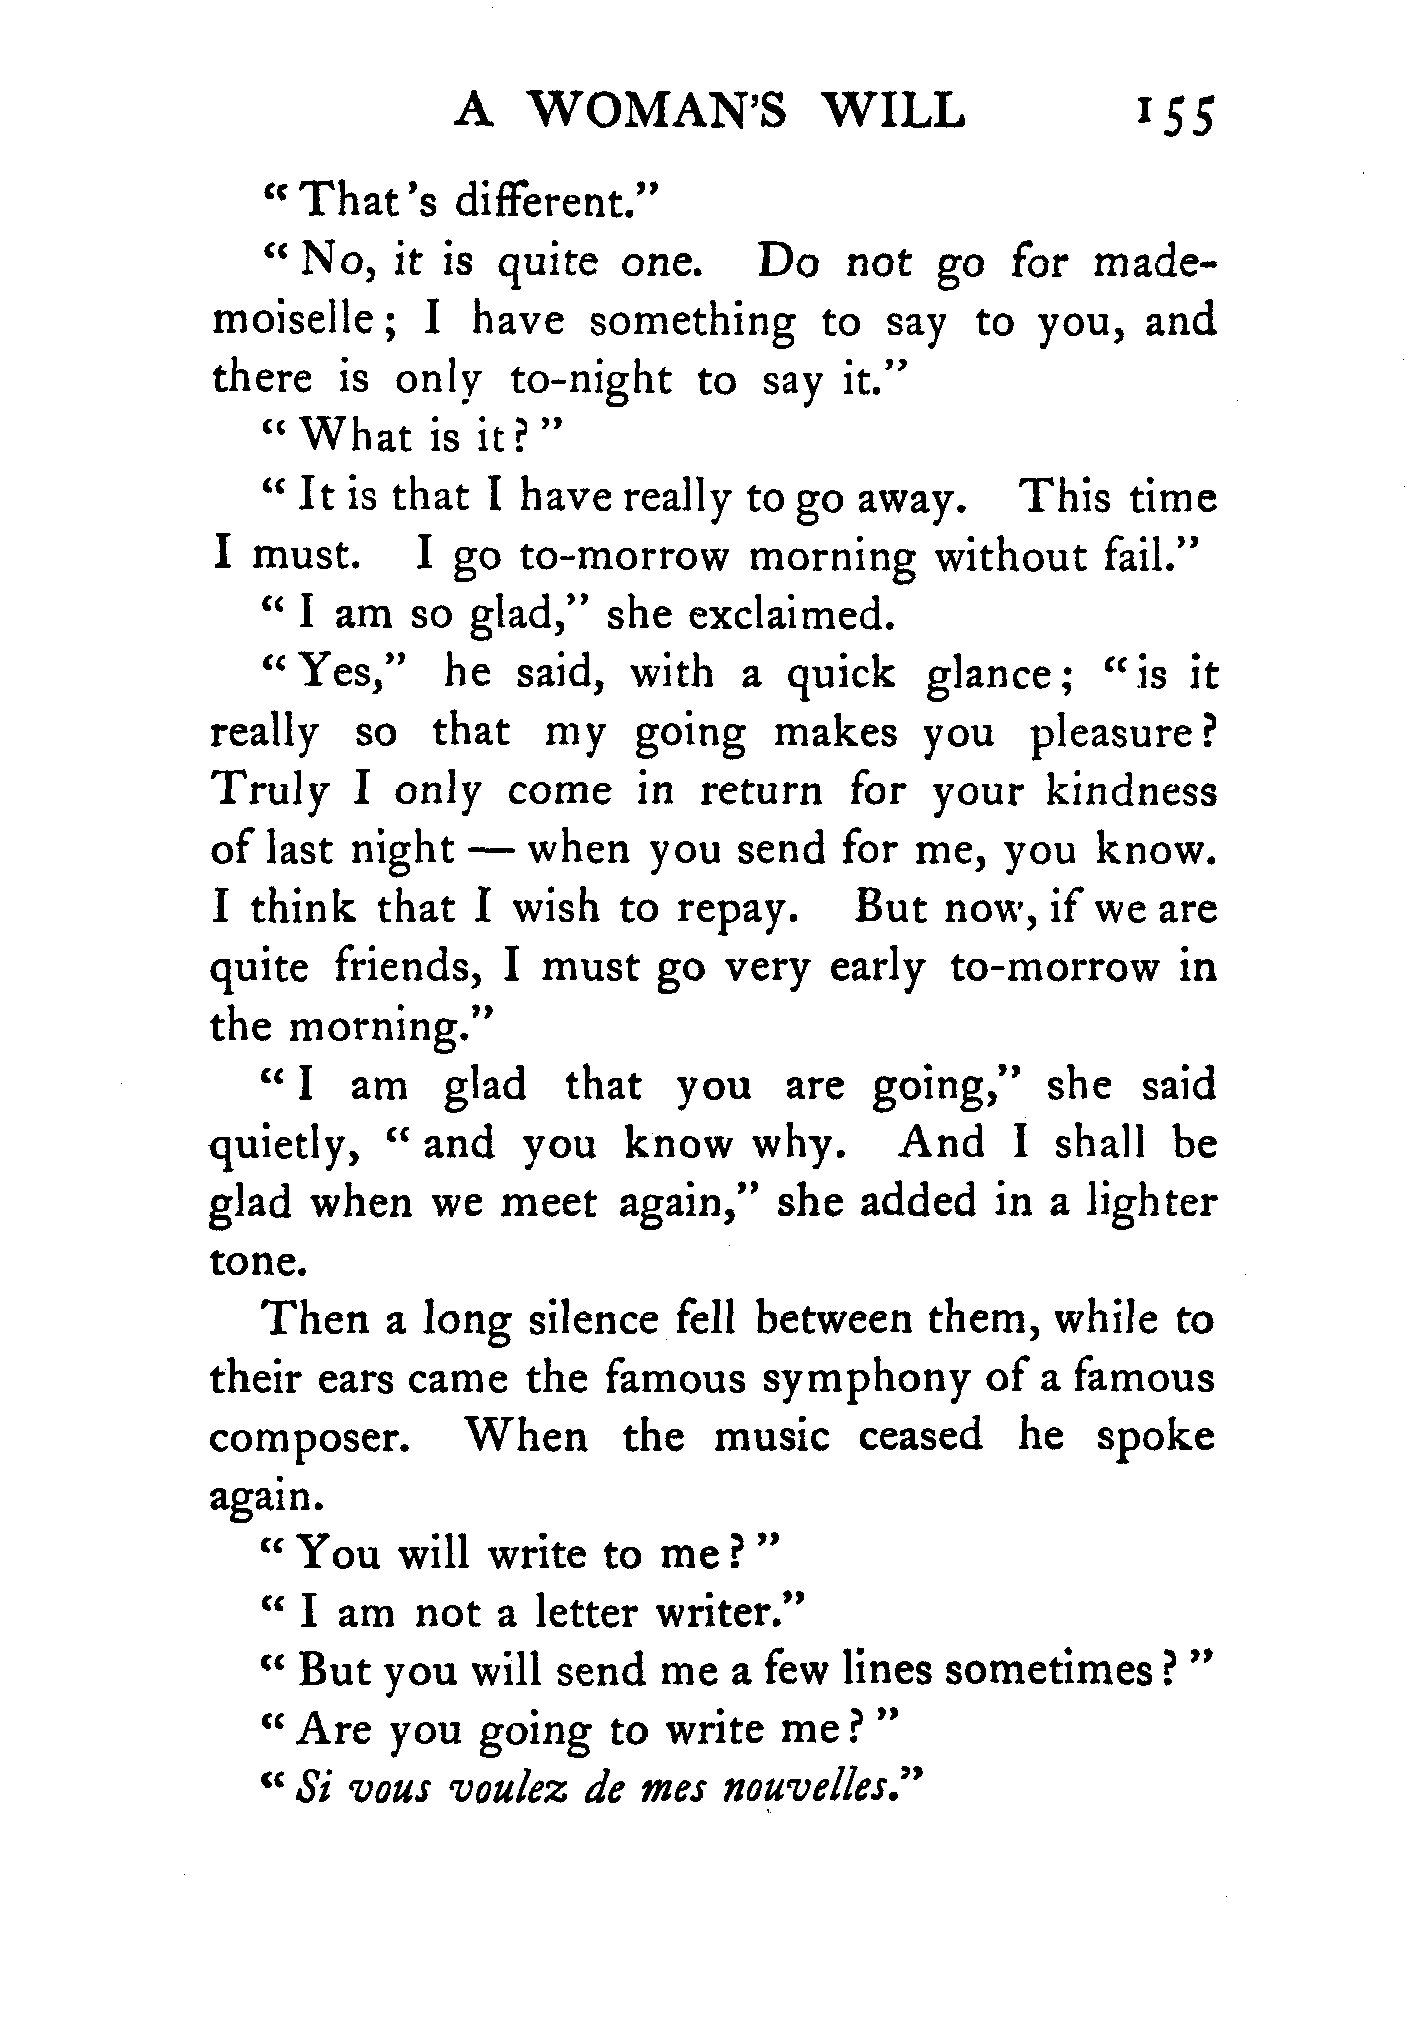 A WOMAN'S WILL 155
“That's different.”
“No, it is quite one. Do not go for made-
moiselle; I have something to say to you, and
there is only to-night to say it.”
“What is it?”
“It is that I have really to go away. This time
I must. I go to-morrow morning without fail.”
“I am so glad,” she exclaimed.
“Yes,” he said, with a quick glance; “is it
really so that my going makes you pleasure?
Truly I only come in return for your kindness
of last night — when you send for me, you know.
I think that I wish to repay. But now, if we are
quite friends, I must go very early to-morrow in
the morning.”
“I am glad that you are going,” she said
quietly, “and you know why. And I shall be
glad when we meet again,” she added in a lighter
tone.
Then a long silence fell between them, while to
their ears came the famous symphony of a famous
composer. When the music ceased he spoke
again.
“You will write to me?”
“I am not a letter writer.”
“But you will send me a few lines sometimes?”
“Are you going to write me?”
“Si vous voulez de mes nouvelles.”